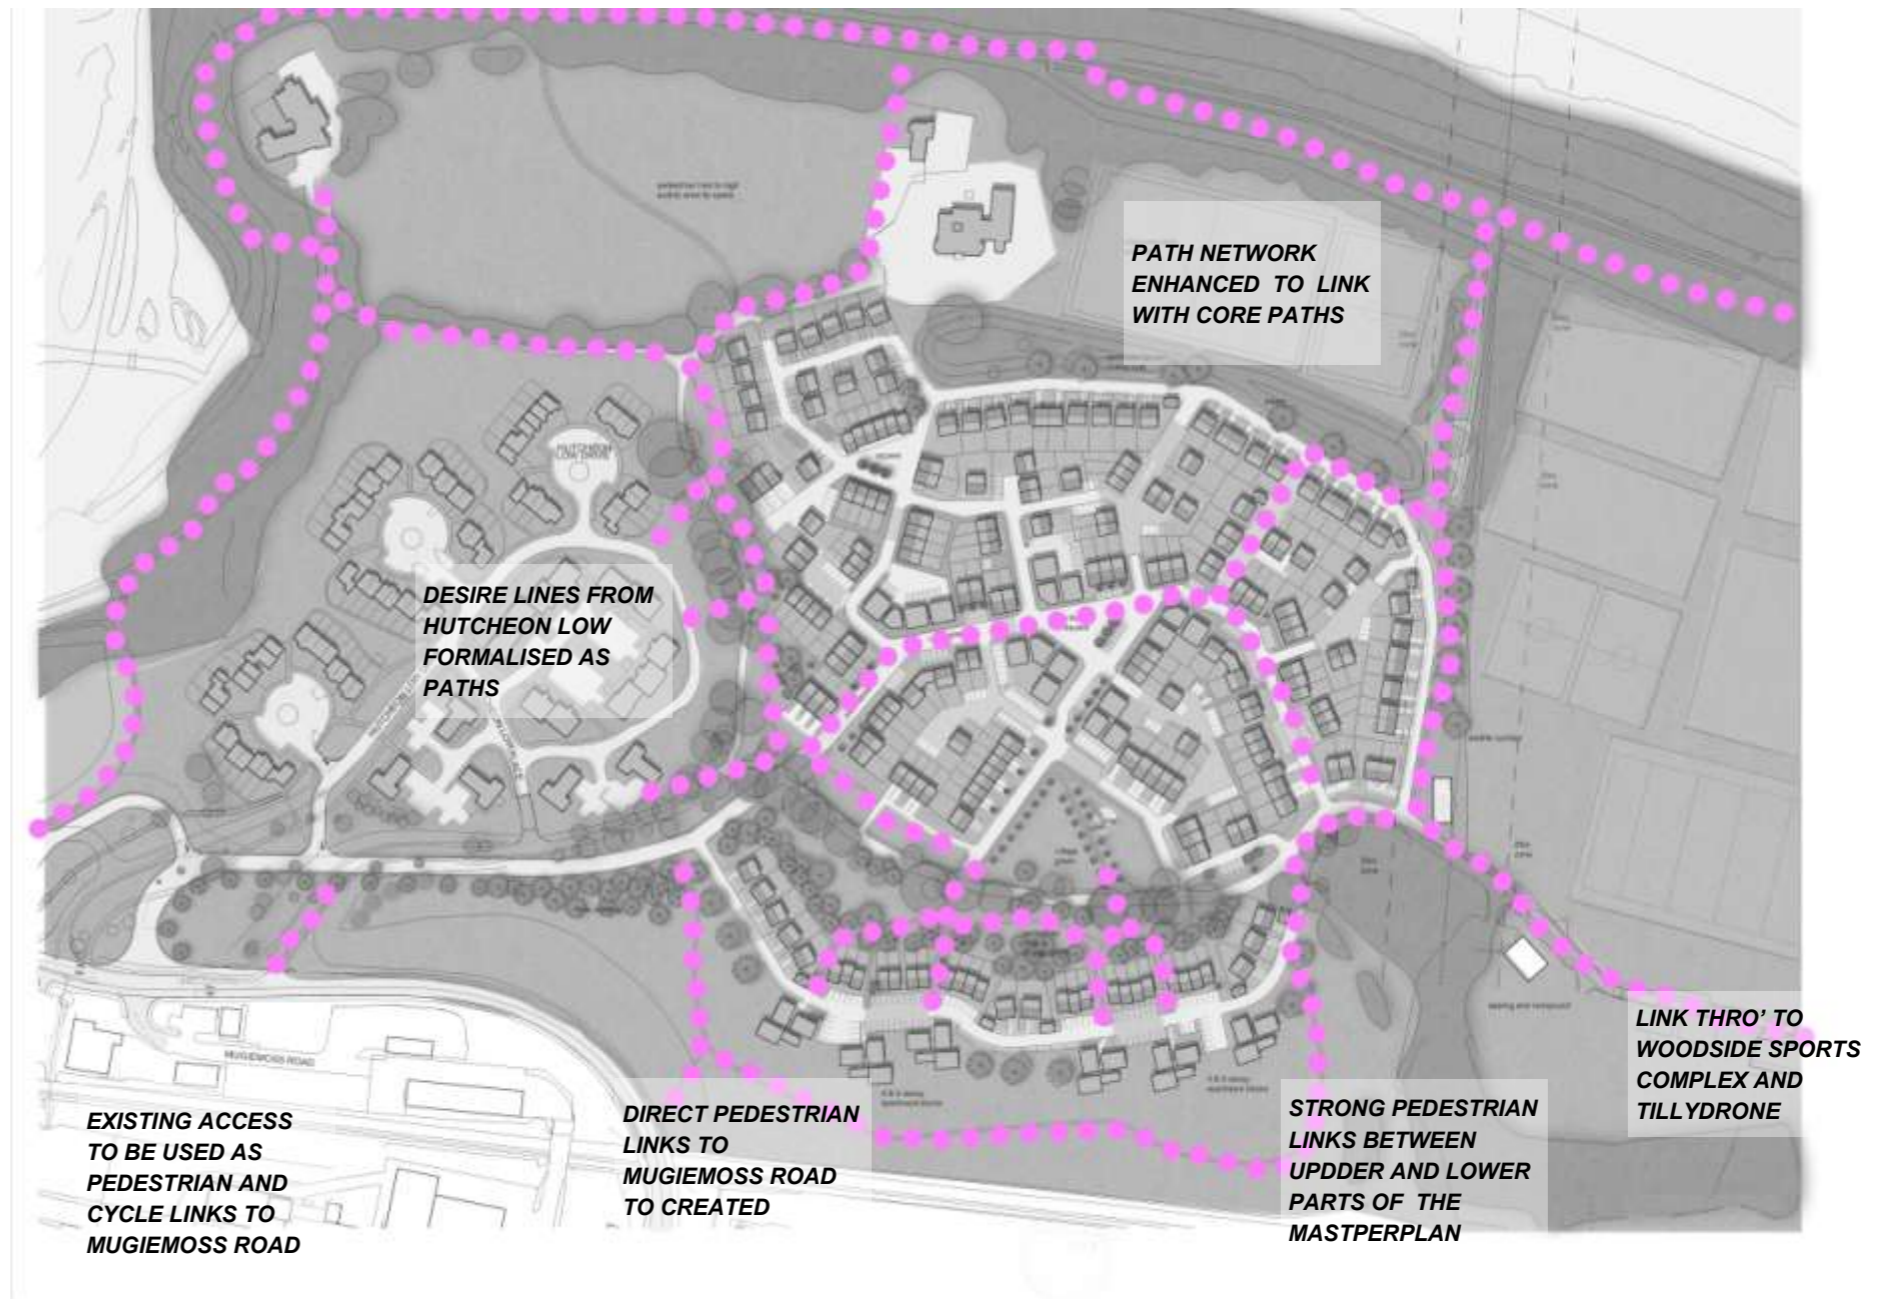 PATH NETWORK
ENHANCED TO LINK
WITH CORE PATHS
HUTCHEON
LOW DRIVE
DESIRE LINES FROM
HUTCHEON LOW
FORMALISED AS
PATHS
MUGIEMOSS ROAD
EXISTING ACCESS
TO BE USED AS
PEDESTRIAN AND
CYCLE LINKS TO
MUGIEMOSS ROAD
DIRECT PEDESTRIAN
LINKS TO
MUGIEMOSS ROAD
TO CREATED
STRONG PEDESTRIAN
LINKS BETWEEN
UPDDER AND LOWER
PARTS OF THE
MASTPERPLAN
LINK THRO' TO
WOODSIDE SPORTS
COMPLEX AND
TILLYDRONE